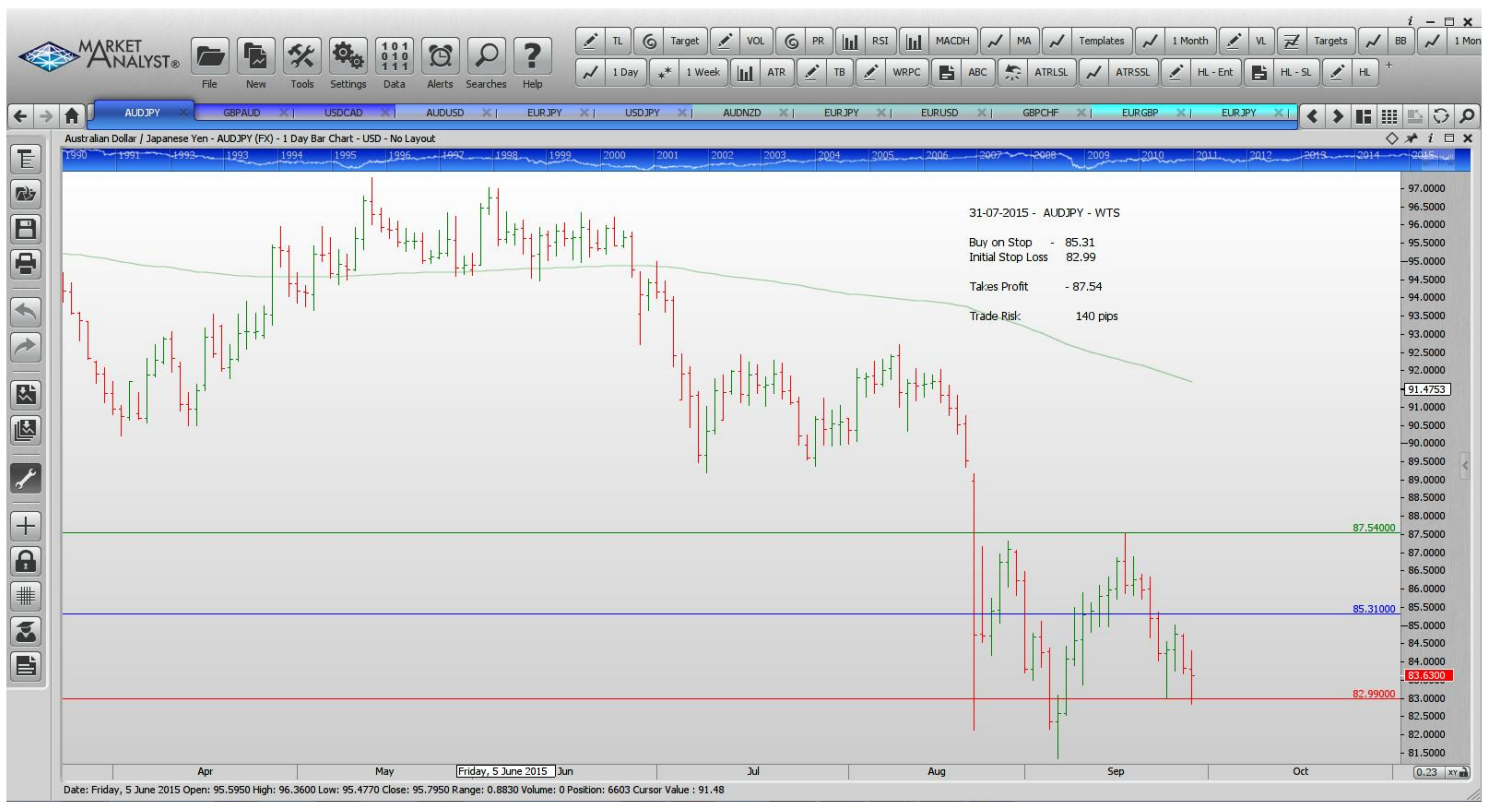 MARKET ANALYST®
File New Tools Settings Data Alerts Searches Help
TL Target VOL PR RSI MACDH MA Templates 1 Month VL Targets BB 1 Mon
1 Day 1 Week ATR TB WRPC ABC ATRLSL ATRSSL HL - Ent HL - SL HL +
AUDJPY GBPAUD USDCAD AUDUSD EURJPY USDJPY AUDNZD EURJPY EURUSD GBPCHF EURGBP EURJPY
Australian Dollar / Japanese Yen - AUDJPY (FX) - 1 Day Bar Chart - USD - No Layout
1990 1991 1992 1993 1994 1995 1996 1997 1998 1999 2000 2001 2002 2003 2004 2005 2006 2007 2008 2009 2010 2011 2012 2013 2014 2015
31-07-2015 - AUDJPY - WTS
Buy on Stop - 85.31
Initial Stop Loss 82.99
Takes Profit - 87.54
Trade Risk 140 pips
97.0000
96.5000
96.0000
95.5000
95.0000
94.5000
94.0000
93.5000
93.0000
92.5000
92.0000
91.4753
91.0000
90.5000
90.0000
89.5000
89.0000
88.5000
88.0000
87.54000
87.5000
87.0000
86.5000
86.0000
85.31000
85.5000
85.0000
84.5000
84.0000
83.6300
82.99000
83.0000
82.5000
82.0000
81.5000
Apr May Friday, 5 June 2015 Jun Jul Aug Sep Oct 0.23 XY
Date: Friday, 5 June 2015 Open: 95.5950 High: 96.3600 Low: 95.4770 Close: 95.7950 Range: 0.8830 Volume: 0 Position: 6603 Cursor Value : 91.48